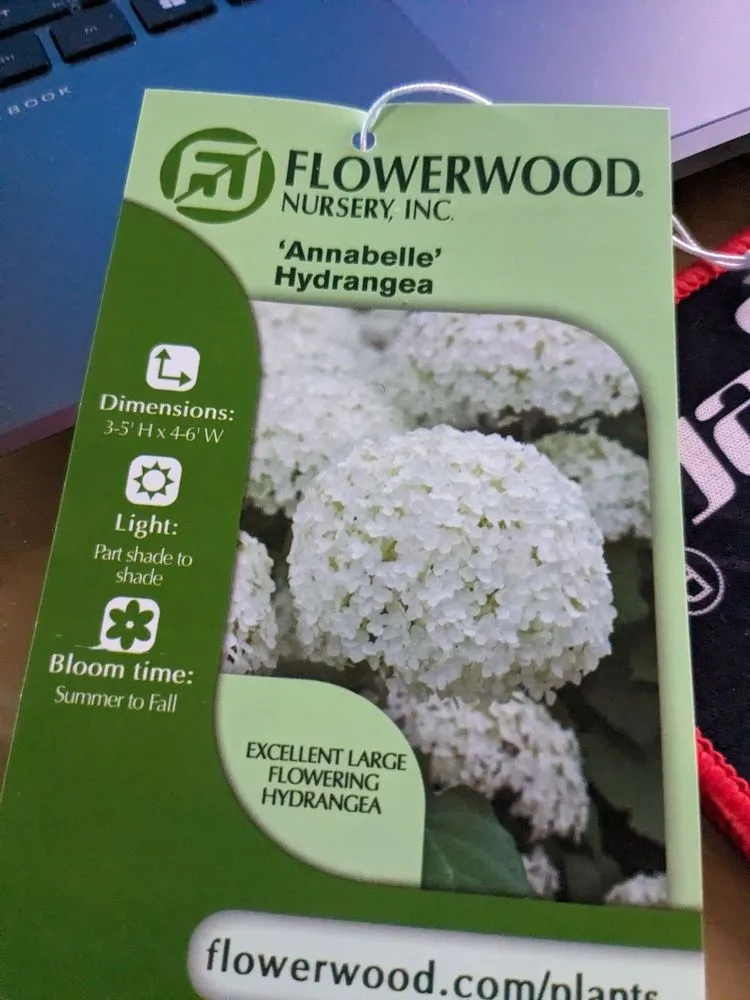 BOOK
FLOWERWOOD®
NURSERY, INC.
'Annabelle'
Hydrangea
Dimensions:
3-5' H x 4-6' W
Light:
Part shade to
shade
Bloom time:
Summer to Fall
EXCELLENT LARGE
FLOWERING
HYDRANGEA
flowerwood.com/plants